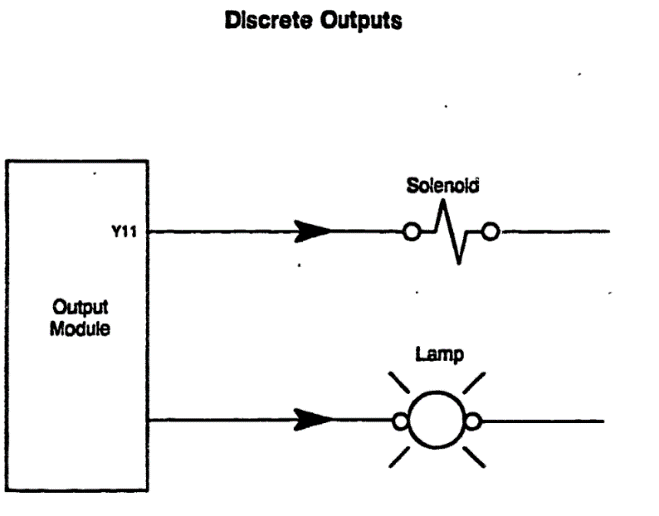 Discrete Outputs
Solenoid
Y11
Output
Module
Lamp